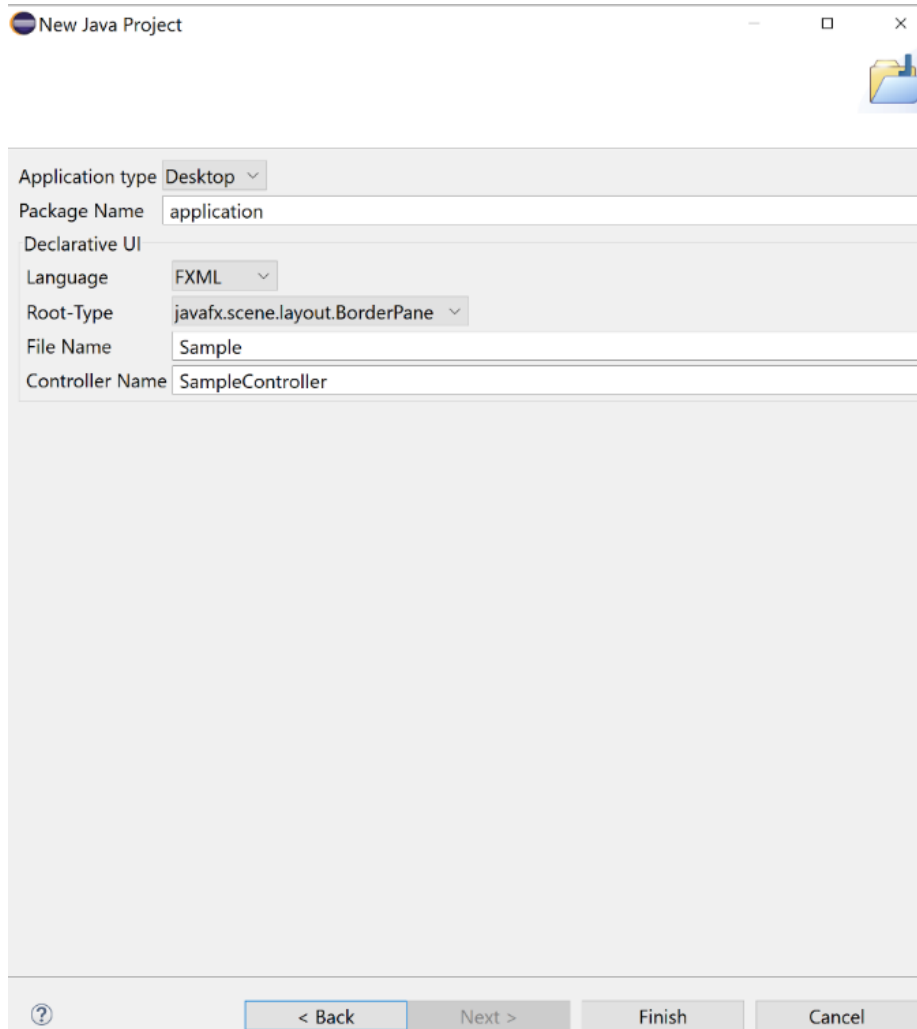 New Java Project
Application type Desktop
Package Name application
Declarative UI
Language FXML
Root-Type javafx.scene.layout.BorderPane
File Name Sample
Controller Name SampleController
? < Back Next > Finish Cancel